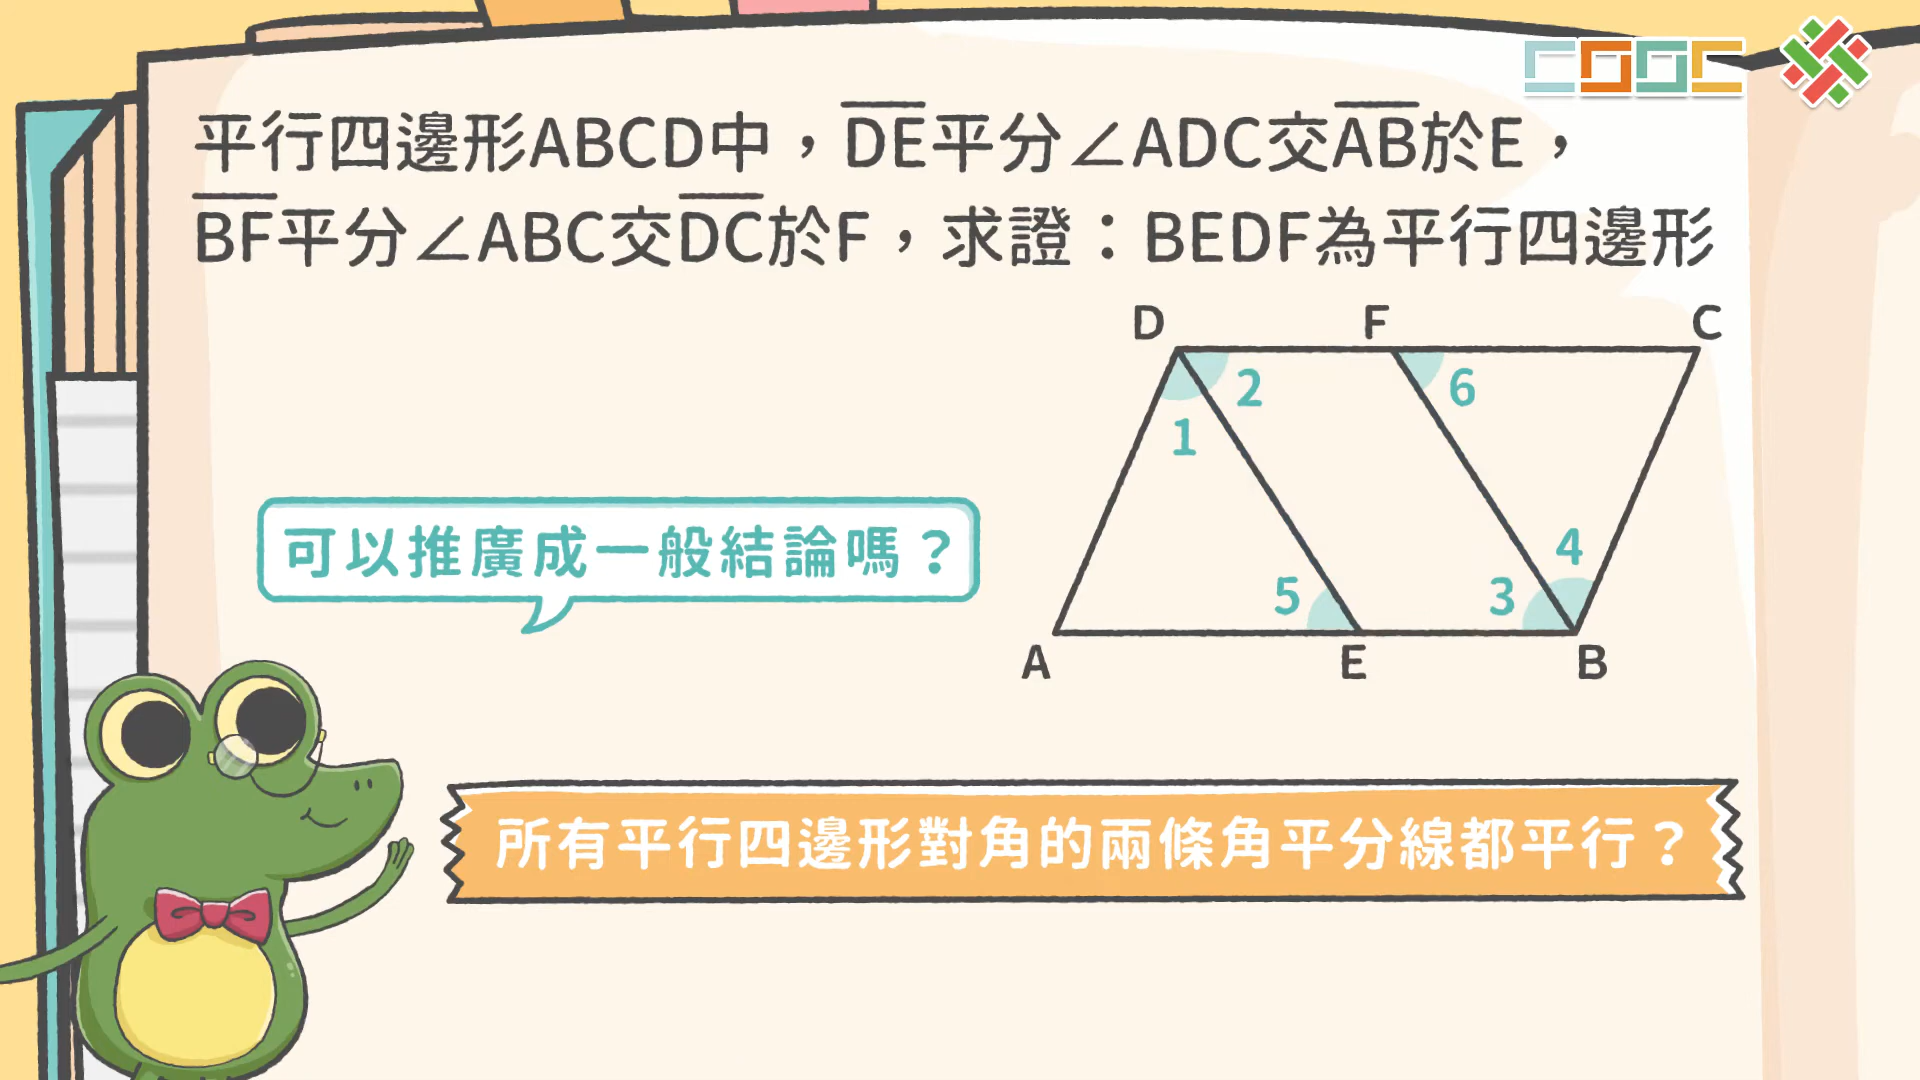 COOC
平行四邊形ABCD中，DE平分∠ADC交AB於E，
BF平分∠ABC交DC於F，求證：BEDF為平行四邊形
D F C
2 6
1
可以推廣成一般結論嗎？
4
5 3
A E B
所有平行四邊形對角的兩條角平分線都平行？